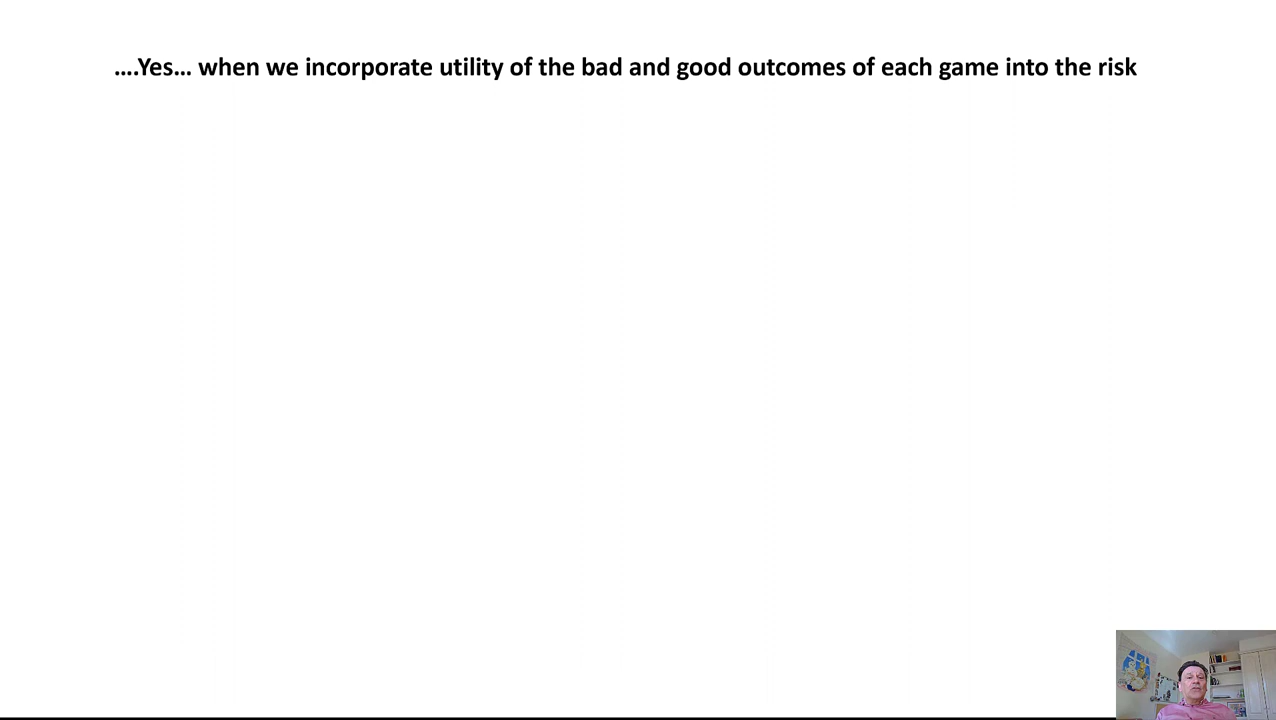 ....Yes... when we incorporate utility of the bad and good outcomes of each game into the risk